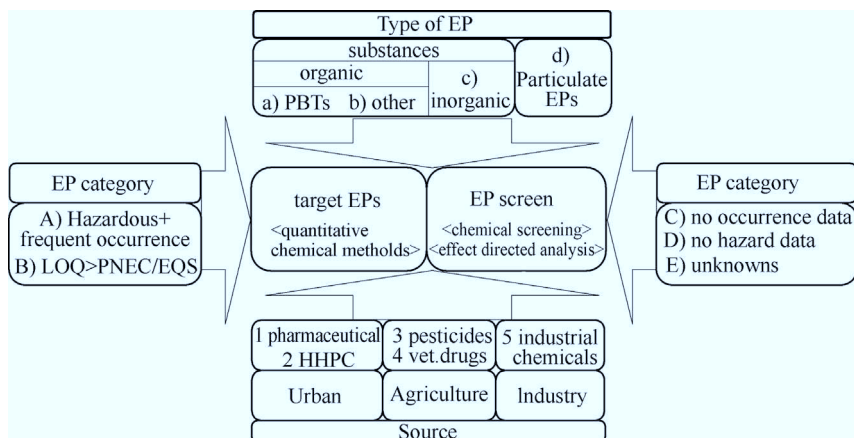 Type of EP
substances
organic
a) PBTs b) other
c)
inorganic
d)
Particulate
EPs
EP category
A) Hazardous+
frequent occurrence
B) LOQ>PNEC/EQS
target EPs
<quantitative
chemical metholds>
EP screen
<chemical screening>
<effect directed analysis>
EP category
C) no occurrence data
D) no hazard data
E) unknowns
1 pharmaceutical
2 HHPC
3 pesticides
4 vet.drugs
5 industrial
chemicals
Urban
Agriculture
Industry
Source